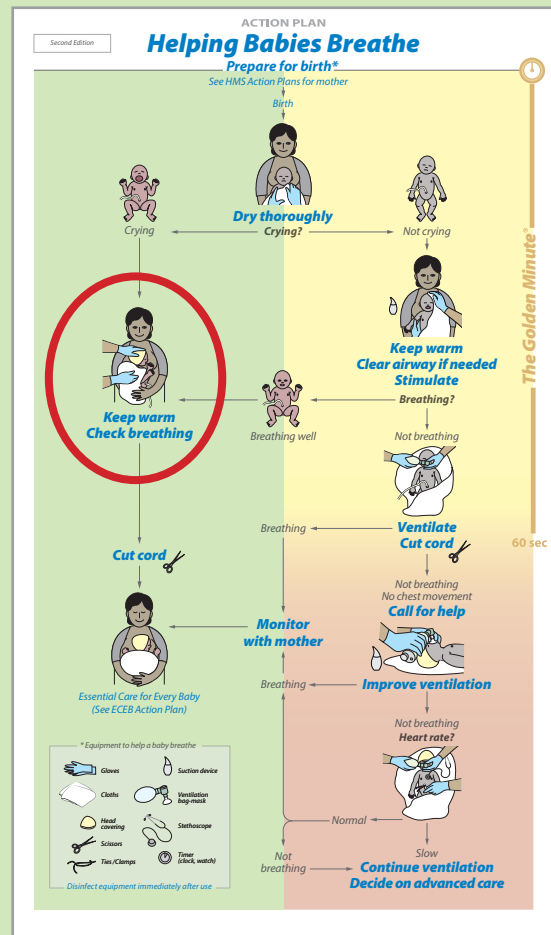 ACTION PLAN
Second Edition
Helping Babies Breathe
Prepare for birth*
See HMS Action Plans for mother
Birth
Dry thoroughly
Crying
Crying?
Not crying
The Golden Minute®
Keep warm
Clear airway if needed
Stimulate
Keep warm
Check breathing
Breathing?
Breathing well
Not breathing
Breathing
Ventilate
Cut cord
60 sec
Cut cord
Not breathing
No chest movement
Call for help
Monitor
with mother
Breathing
Improve ventilation
Essential Care for Every Baby
(See ECEB Action Plan)
Not breathing
Heart rate?
* Equipment to help a baby breathe
Gloves
Suction device
Cloths
Ventilation
bag-mask
Head
covering
Stethoscope
Scissors
Ties/Clamps
Timer
(clock, watch)
Disinfect equipment immediately after use
Normal
Not
breathing
Slow
Continue ventilation
Decide on advanced care